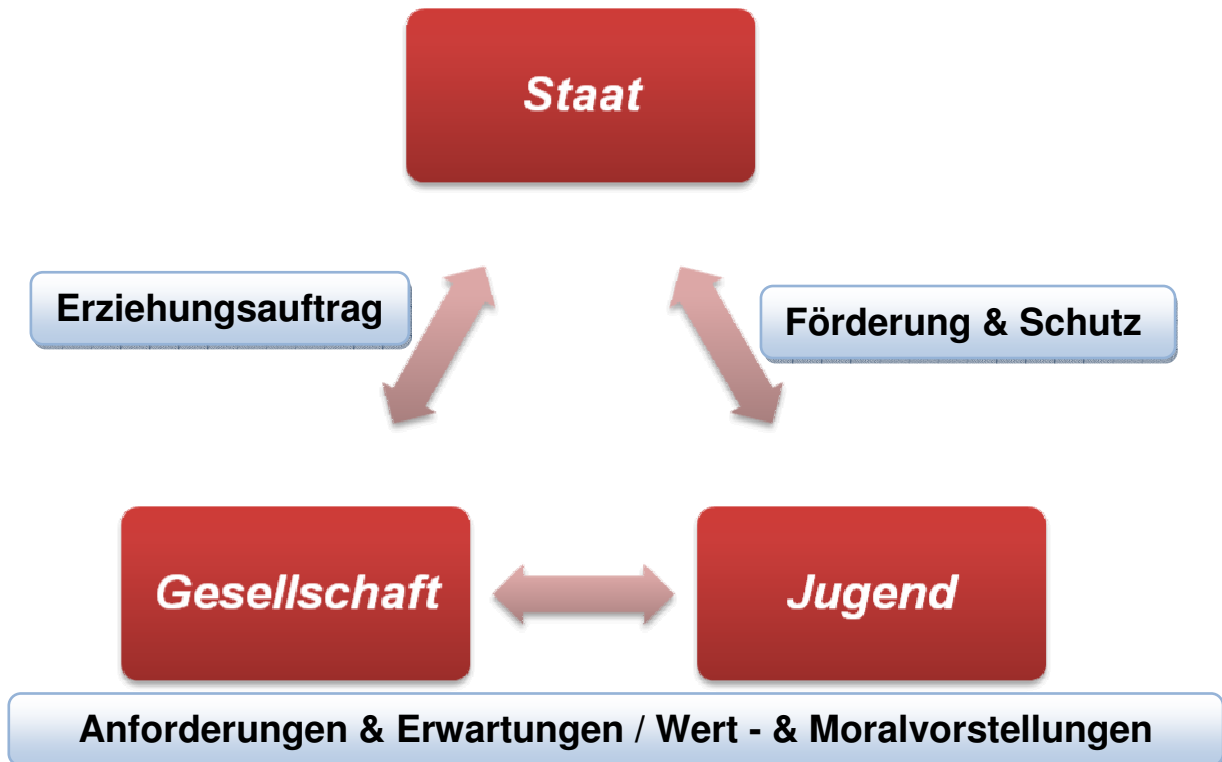 Staat
Erziehungsauftrag
Förderung & Schutz
Gesellschaft
Jugend
Anforderungen & Erwartungen / Wert - & Moralvorstellungen